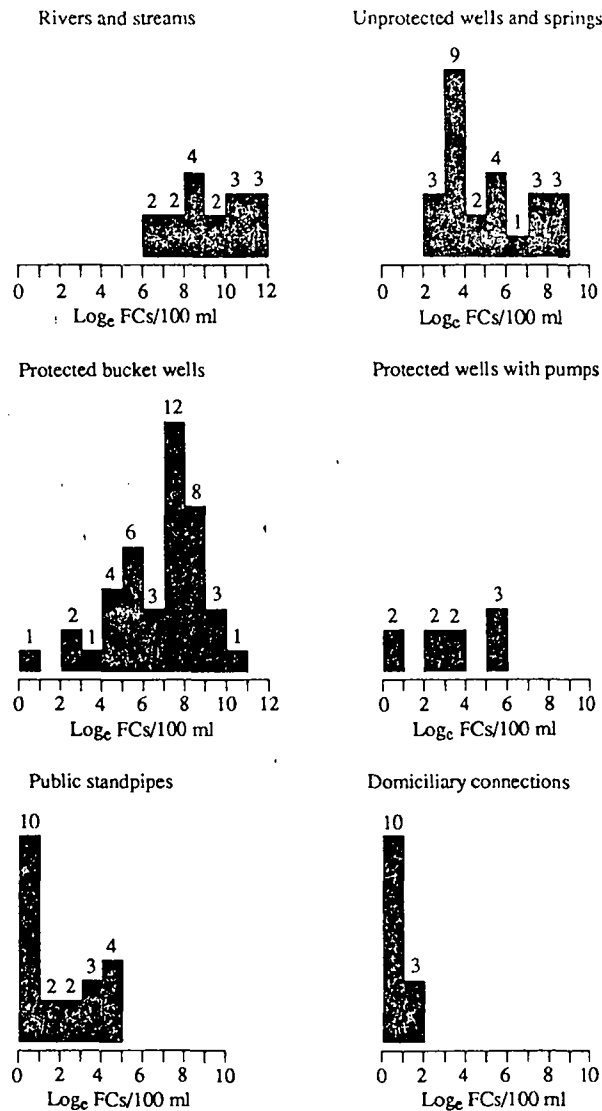 Rivers and streams
4
3 3
2 2 2
0 2 4 6 8 10 12
Logₑ FCs/100 ml
Unprotected wells and springs
9
4
3 3 3
2
1
0 2 4 6 8 10
Log_c FCs/100 ml
Protected bucket wells
12
8
6
4
3 3
2
1 1 1
0 2 4 6 8 10 12
Logₑ FCs/100 ml
Protected wells with pumps
3
2 2 2
0 2 4 6 8 10
Log_c FCs/100 ml
Public standpipes
10
4
3
2 2
0 2 4 6 8 10
Logₑ FCs/100 ml
Domiciliary connections
10
3
0 2 4 6 8 10
Logₑ FCs/100 ml